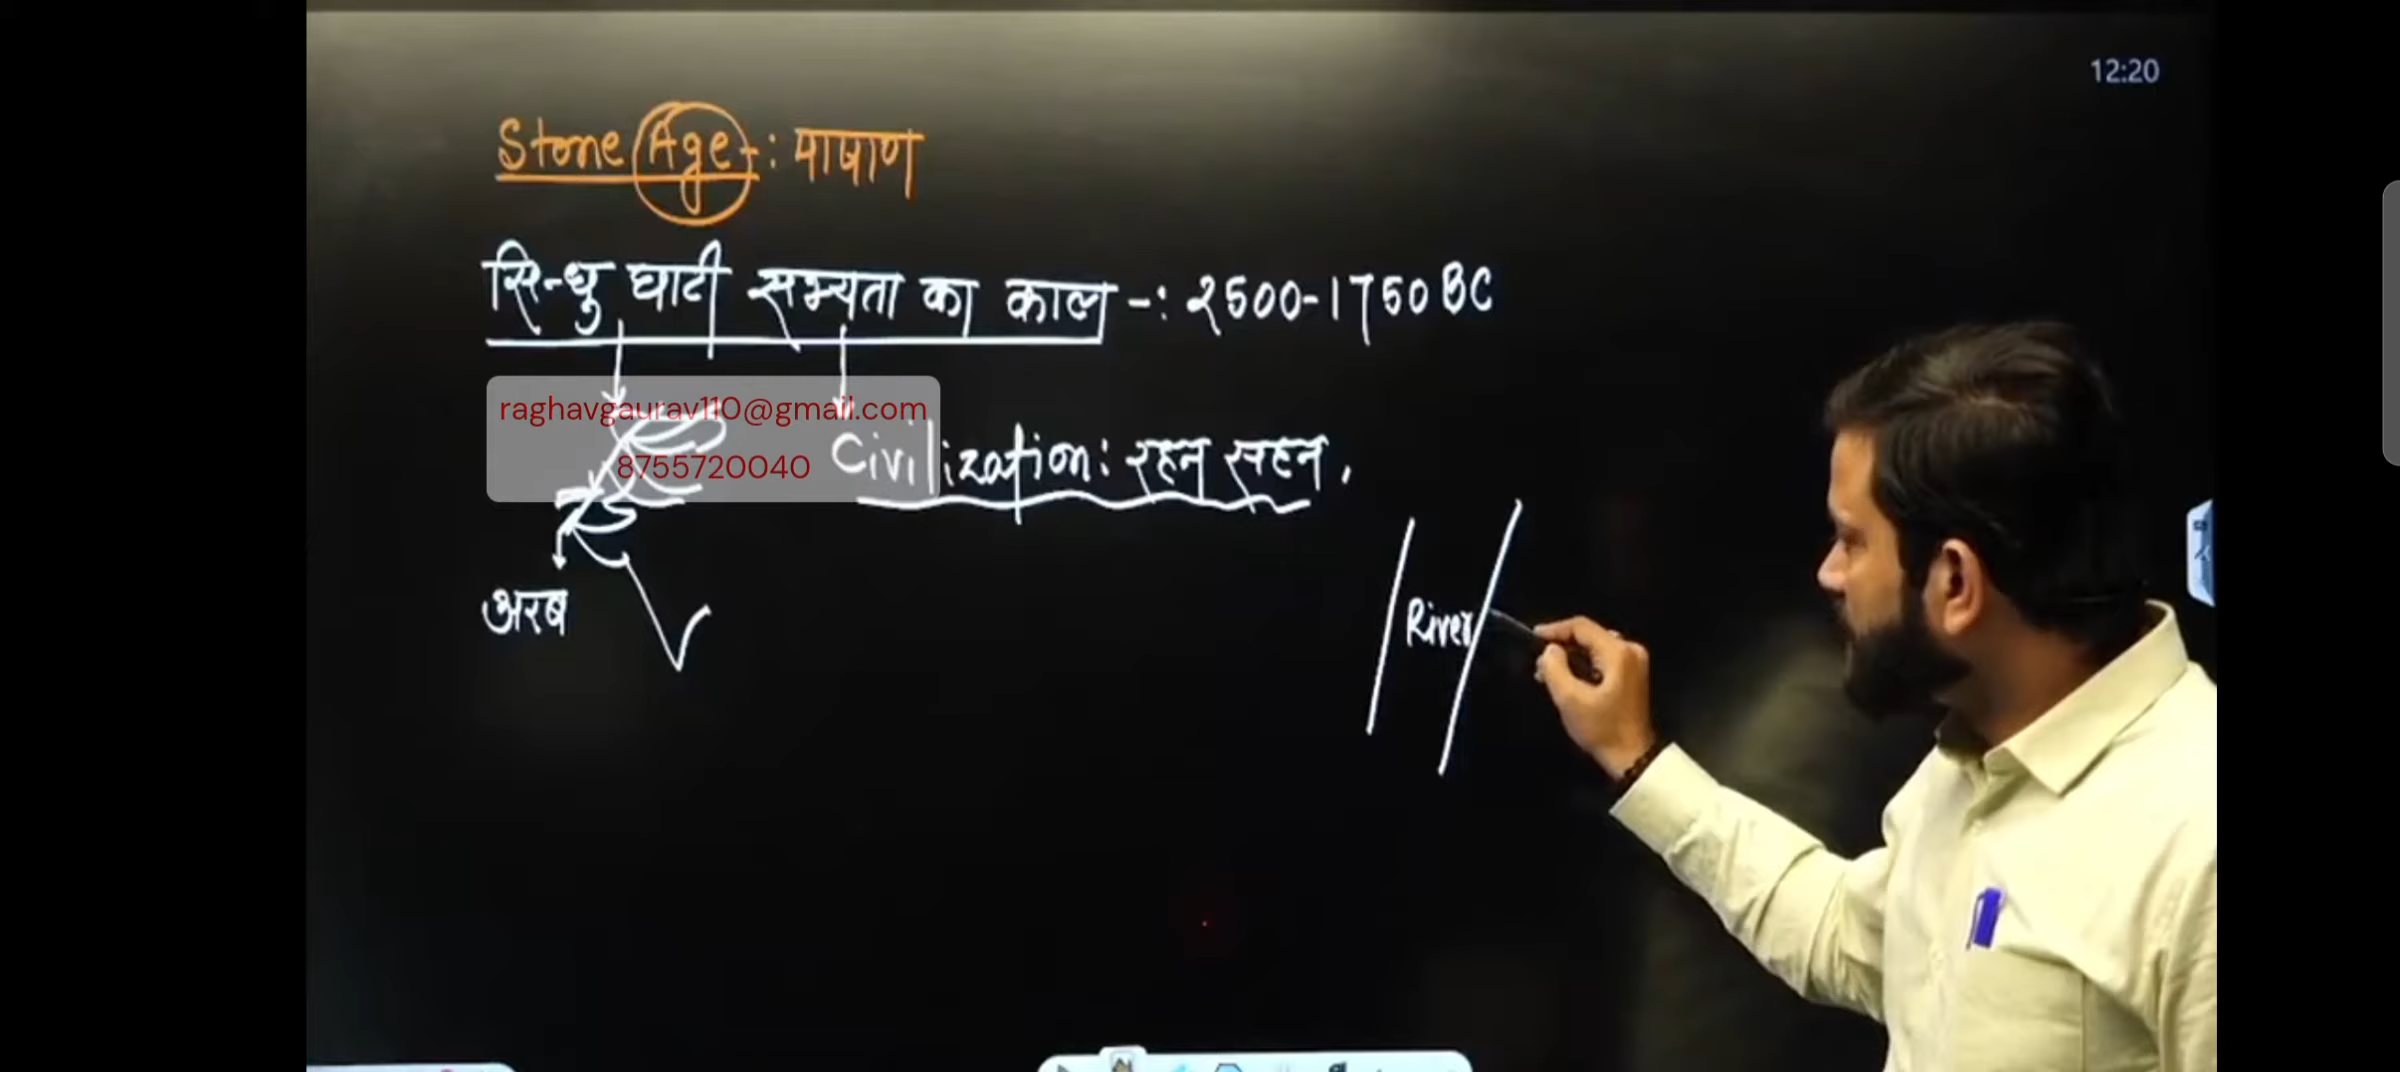 12:20
Stone Age-: पाषाण
सिन्धु घाटी सभ्यता का काल -: 2500-1750 BC
raghavgaurav110@gmail.com
8755720040
Civilization: रहन सहन.
अरब
River